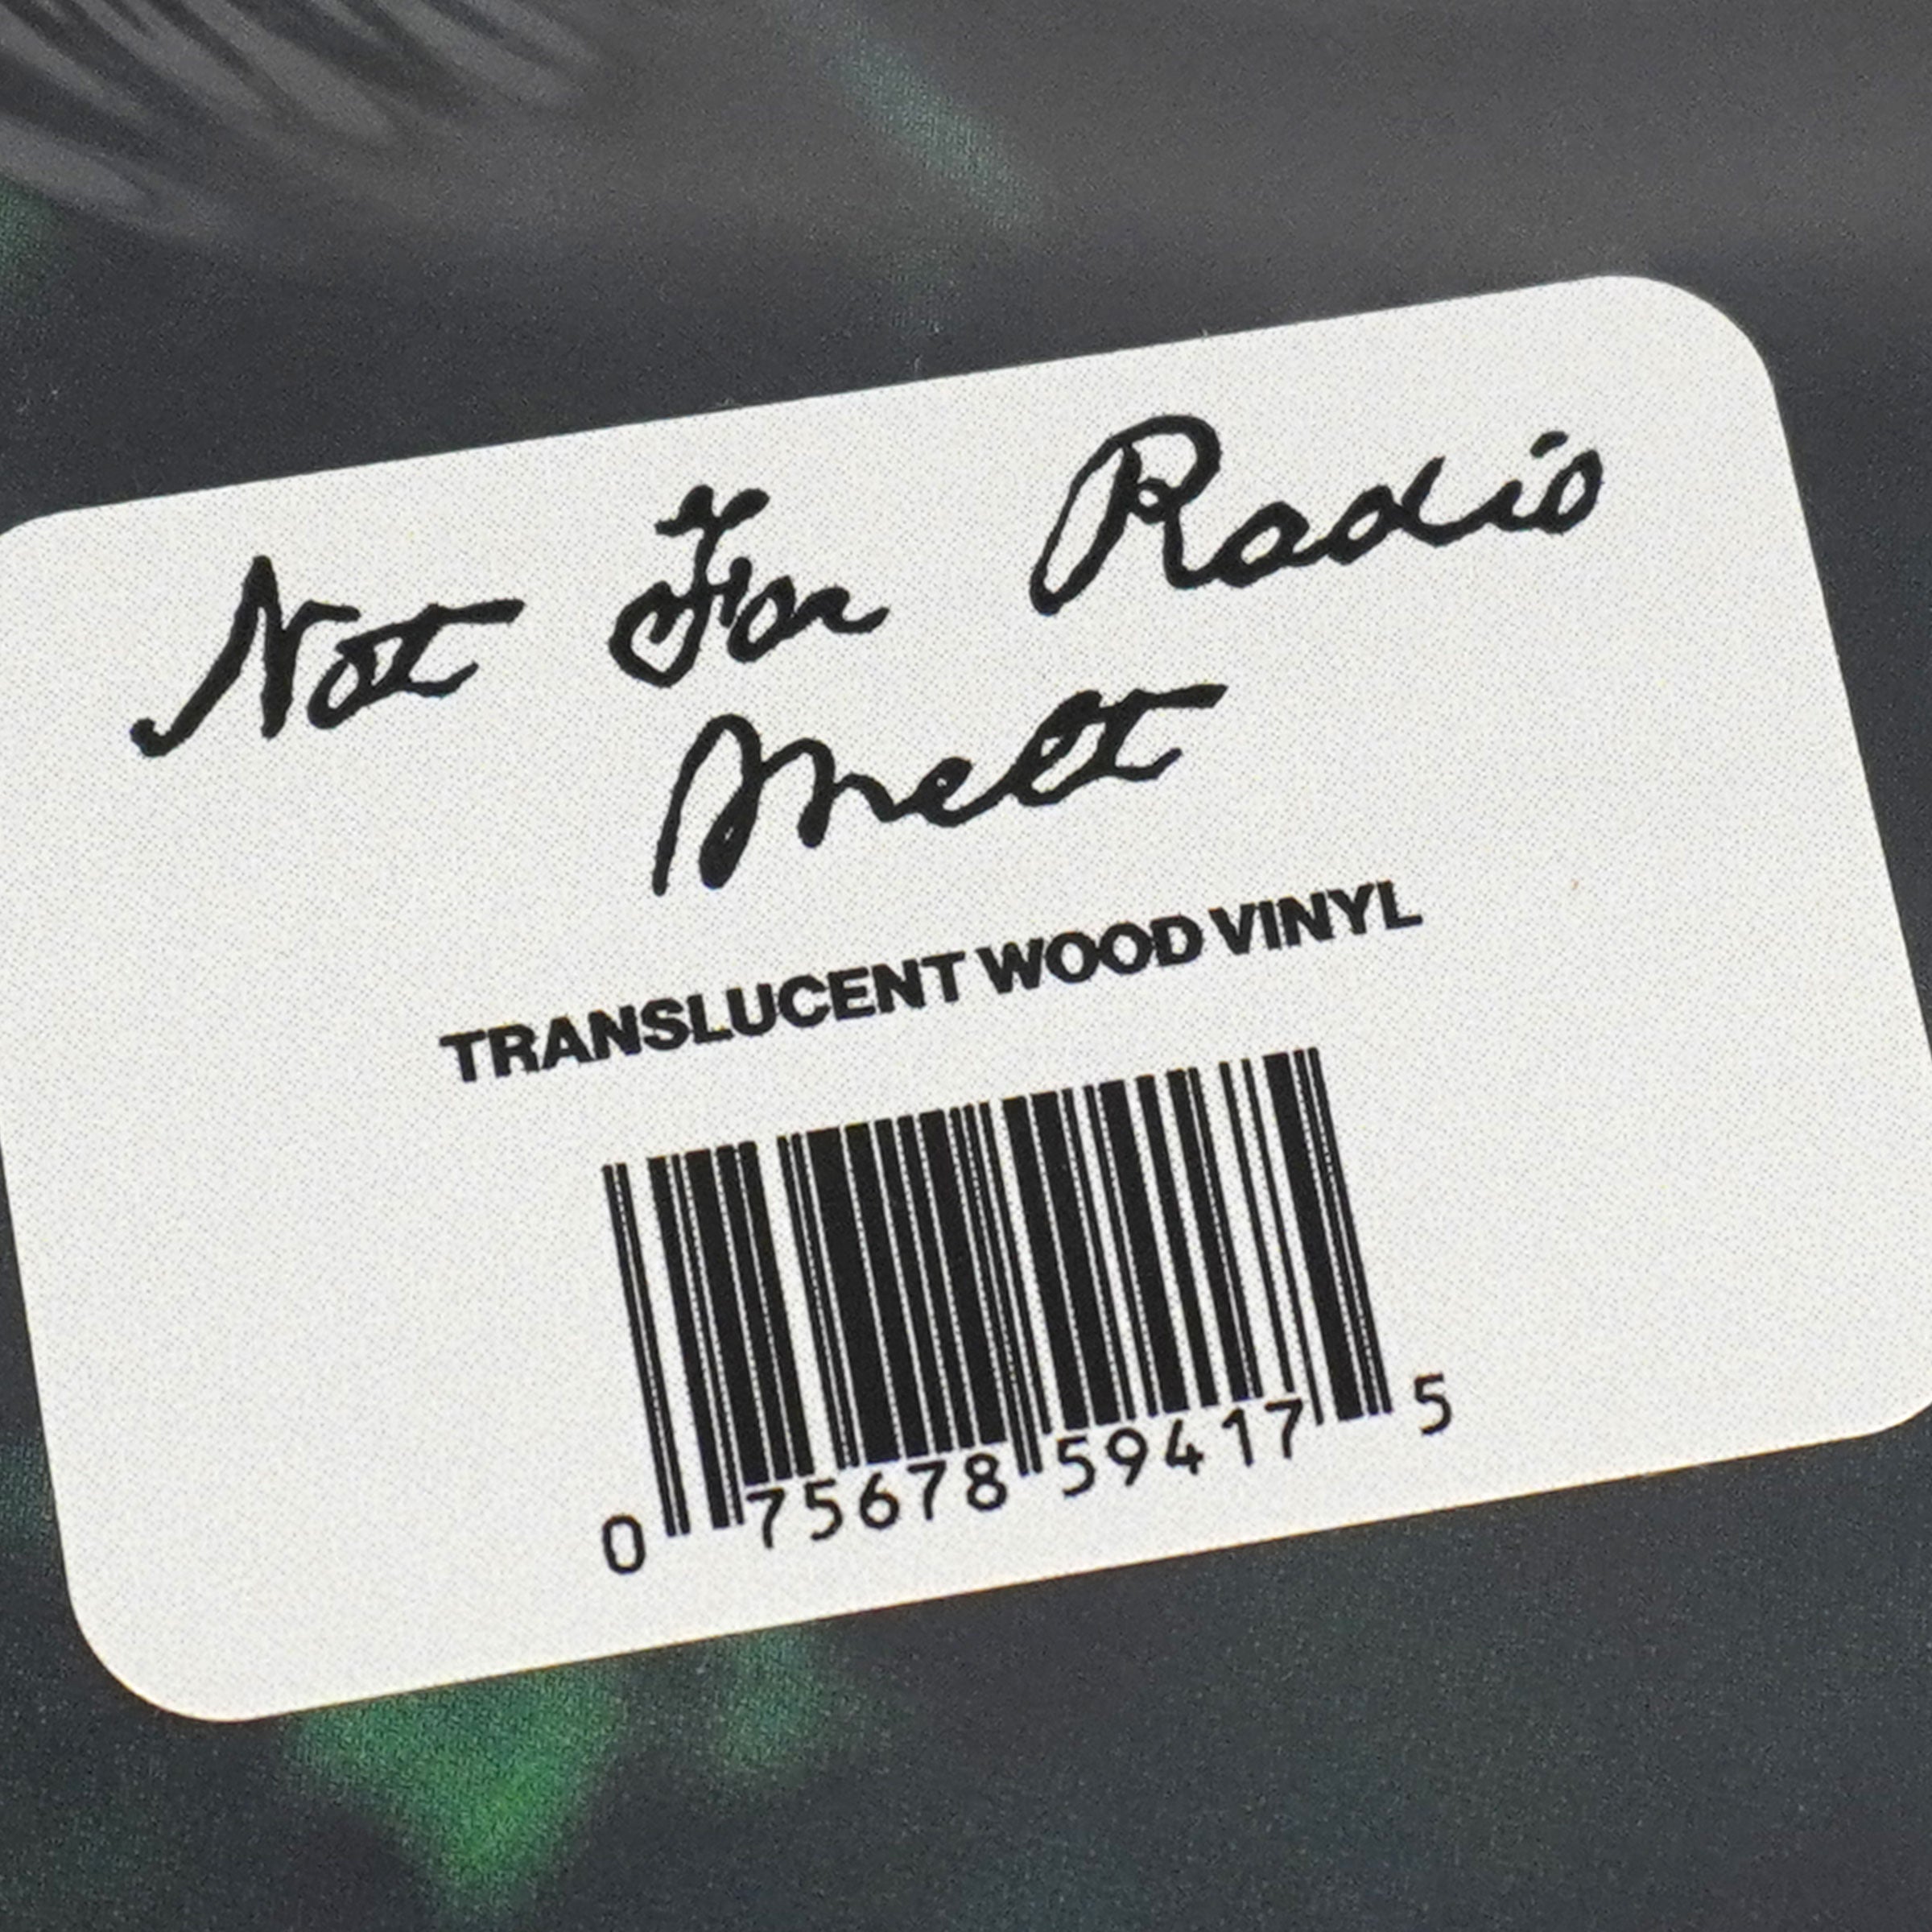 Not For Radio
Melt
TRANSLUCENT WOOD VINYL
0 75678 59417 5